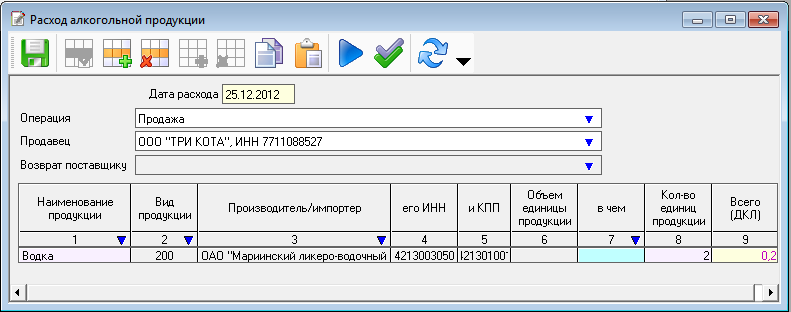 Расход алкогольной продукции
Дата расхода 25.12.2012
Операция Продажа
Продавец ООО "ТРИ КОТА", ИНН 7711088527
Возврат поставщику
Наименование продукции Вид продукции Производитель/импортер его ИНН и КПП Объем единицы продукции в чем Кол-во единиц продукции Всего (ДКЛ)
1 2 3 4 5 6 7 8 9
Водка 200 ОАО "Мариинский ликеро-водочный 4213003050 2 0,2